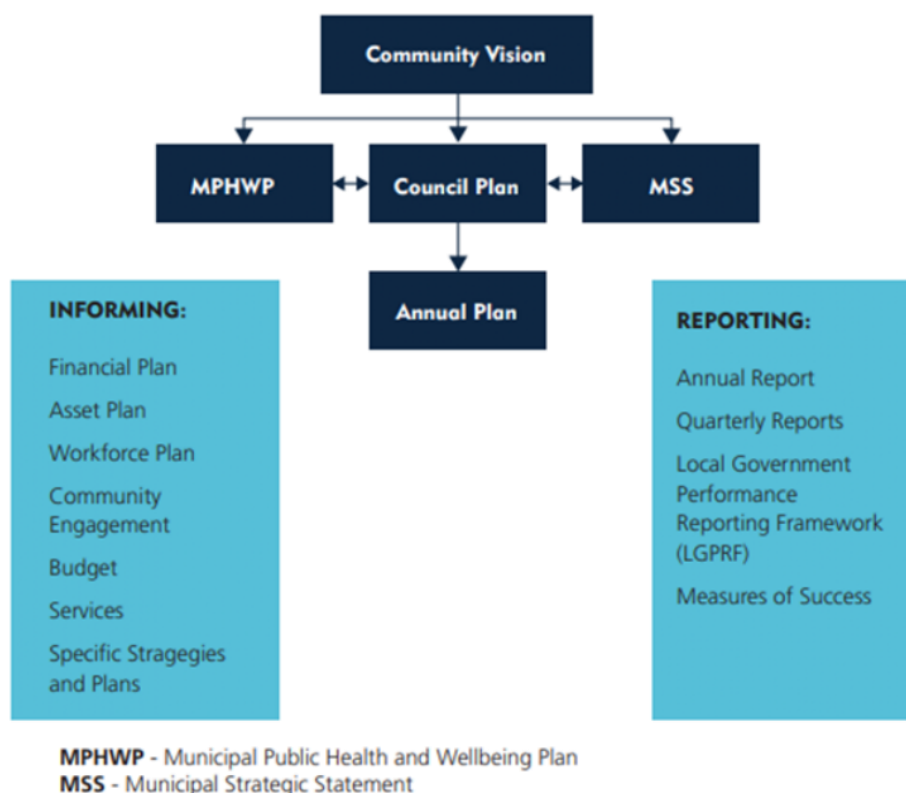 Community Vision
MPHWP
Council Plan
MSS
Annual Plan
INFORMING:
Financial Plan
Asset Plan
Workforce Plan
Community
Engagement
Budget
Services
Specific Stragegies
and Plans
REPORTING:
Annual Report
Quarterly Reports
Local Government
Performance
Reporting Framework
(LGPRF)
Measures of Success
MPHWP - Municipal Public Health and Wellbeing Plan
MSS - Municipal Strategic Statement